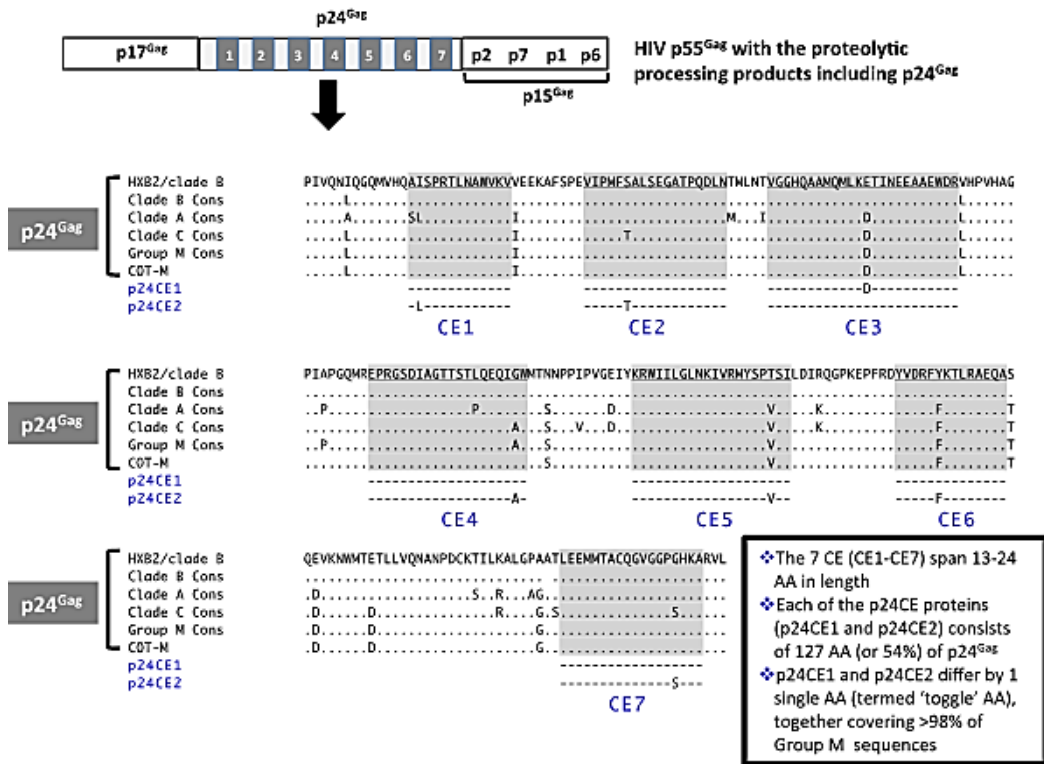 p24Gag
p17Gag 1 2 3 4 5 6 7 p2 p7 p1 p6
p15Gag
HIV p55Gag with the proteolytic
processing products including p24Gag
p24Gag
HXB2/clade B PIVQNIQGQMVHQAISPRTLNAWVKVVEEKAFSPEVIPMFSALSEGATPQDLNTMLNTVGGHQAAMQMLKETINEEAAEWDRVHPVHAG
Clade B Cons .....L............................................................................L......
Clade A Cons .....A.......SL...........I..........................M...I............D...........L......
Clade C Cons .....L....................I.............T.............................D...........L......
Group M Cons .....L....................I...........................................D...........L......
COT-M .....L....................I...........................................D...........L......
p24CE1 ------------- ------------------ ------------D-----------
p24CE2 -L----------- -----T------------ ------------------------
CE1 CE2 CE3
p24Gag
HXB2/clade B PIAPGQMREPRGSDIAGTTSTLQEQIGWMTNNPPIPVGEIYKRWIILGLNKIVRMYSPTSILDIRQGPKEPFRDYVDRFYKTLRAEQAS
Clade B Cons .........................................................................................
Clade A Cons ..P..................P........S.......D...................V.....K..............F........T
Clade C Cons ..........................A...S...V...D...................V.....K..............F........T
Group M Cons ..P.......................A...S...........................V....................F........T
COT-M ..............................S...........................V....................F........T
p24CE1 -------------------- -------------------- --------------
p24CE2 ------------------A- -----------------V-- -----F--------
CE4 CE5 CE6
p24Gag
HXB2/clade B QEVKNWMTETLLVQNANPDCKTILKALGPAATLEEMMTACQGVGGPGHKARVL
Clade B Cons .....................................................
Clade A Cons .D...................S..R...AG.......................
Clade C Cons .D......D...............R....G.S..............S......
Group M Cons .D......D....................G.......................
COT-M .D......D....................G.......................
p24CE1 ------------------
p24CE2 --------------S---
CE7
❖The 7 CE (CE1-CE7) span 13-24
AA in length
❖Each of the p24CE proteins
(p24CE1 and p24CE2) consists
of 127 AA (or 54%) of p24Gag
❖p24CE1 and p24CE2 differ by 1
single AA (termed 'toggle' AA),
together covering >98% of
Group M sequences